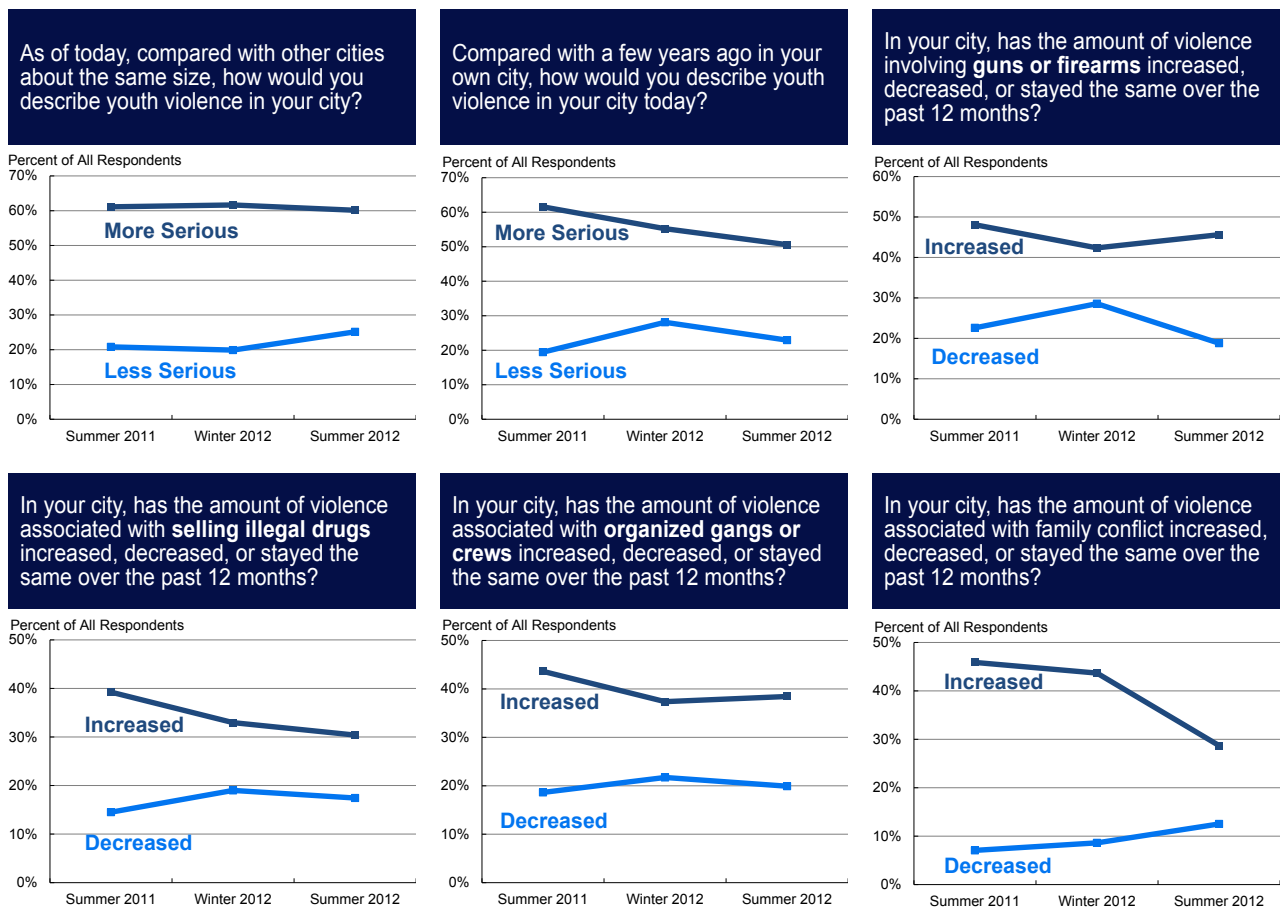 As of today, compared with other cities
about the same size, how would you
describe youth violence in your city?
Percent of All Respondents
70%
60%
50%
40%
30%
20%
10%
0%
More Serious
Less Serious
Summer 2011 Winter 2012 Summer 2012
Compared with a few years ago in your
own city, how would you describe youth
violence in your city today?
Percent of All Respondents
70%
60%
50%
40%
30%
20%
10%
0%
More Serious
Less Serious
Summer 2011 Winter 2012 Summer 2012
In your city, has the amount of violence
involving guns or firearms increased,
decreased, or stayed the same over the
past 12 months?
Percent of All Respondents
60%
50%
40%
30%
20%
10%
0%
Increased
Decreased
Summer 2011 Winter 2012 Summer 2012
In your city, has the amount of violence
associated with selling illegal drugs
increased, decreased, or stayed the
same over the past 12 months?
Percent of All Respondents
50%
40%
30%
20%
10%
0%
Increased
Decreased
Summer 2011 Winter 2012 Summer 2012
In your city, has the amount of violence
associated with organized gangs or
crews increased, decreased, or stayed
the same over the past 12 months?
Percent of All Respondents
50%
40%
30%
20%
10%
0%
Increased
Decreased
Summer 2011 Winter 2012 Summer 2012
In your city, has the amount of violence
associated with family conflict increased,
decreased, or stayed the same over the
past 12 months?
Percent of All Respondents
50%
40%
30%
20%
10%
0%
Increased
Decreased
Summer 2011 Winter 2012 Summer 2012